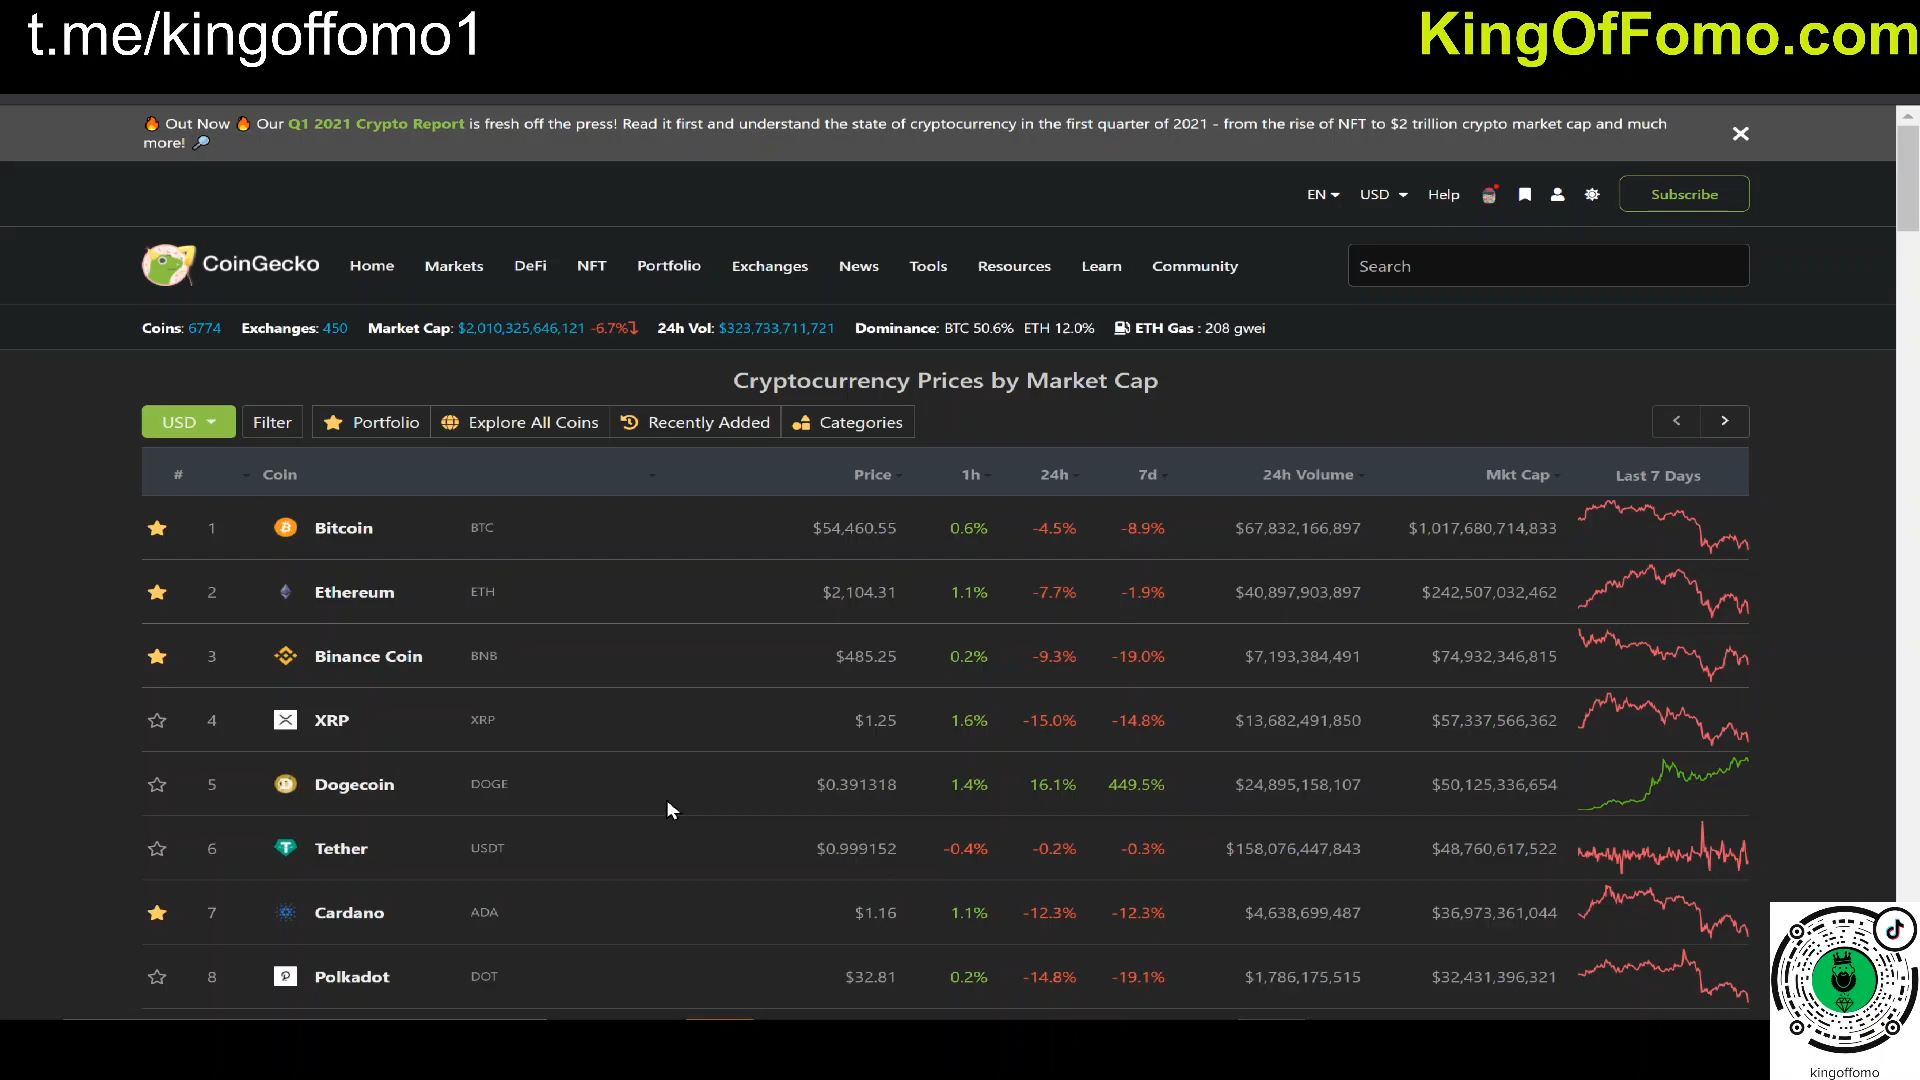 t.me/kingoffomo1
KingOfFomo.com
🔥 Out Now 🔥 Our Q1 2021 Crypto Report is fresh off the press! Read it first and understand the state of cryptocurrency in the first quarter of 2021 - from the rise of NFT to $2 trillion crypto market cap and much
more! 🔎
EN USD Help Subscribe
CoinGecko Home Markets DeFi NFT Portfolio Exchanges News Tools Resources Learn Community Search
Coins: 6774 Exchanges: 450 Market Cap: $2,010,325,646,121 -6.7% 24h Vol: $323,733,711,721 Dominance: BTC 50.6% ETH 12.0% ETH Gas : 208 gwei
Cryptocurrency Prices by Market Cap
USD Filter Portfolio Explore All Coins Recently Added Categories < >
# Coin Price 1h 24h 7d 24h Volume Mkt Cap Last 7 Days
1 Bitcoin BTC $54,460.55 0.6% -4.5% -8.9% $67,832,166,897 $1,017,680,714,833
2 Ethereum ETH $2,104.31 1.1% -7.7% -1.9% $40,897,903,897 $242,507,032,462
3 Binance Coin BNB $485.25 0.2% -9.3% -19.0% $7,193,384,491 $74,932,346,815
4 XRP XRP $1.25 1.6% -15.0% -14.8% $13,682,491,850 $57,337,566,362
5 Dogecoin DOGE $0.391318 1.4% 16.1% 449.5% $24,895,158,107 $50,125,336,654
6 Tether USDT $0.999152 -0.4% -0.2% -0.3% $158,076,447,843 $48,760,617,522
7 Cardano ADA $1.16 1.1% -12.3% -12.3% $4,638,699,487 $36,973,361,044
8 Polkadot DOT $32.81 0.2% -14.8% -19.1% $1,786,175,515 $32,431,396,321
kingoffomo